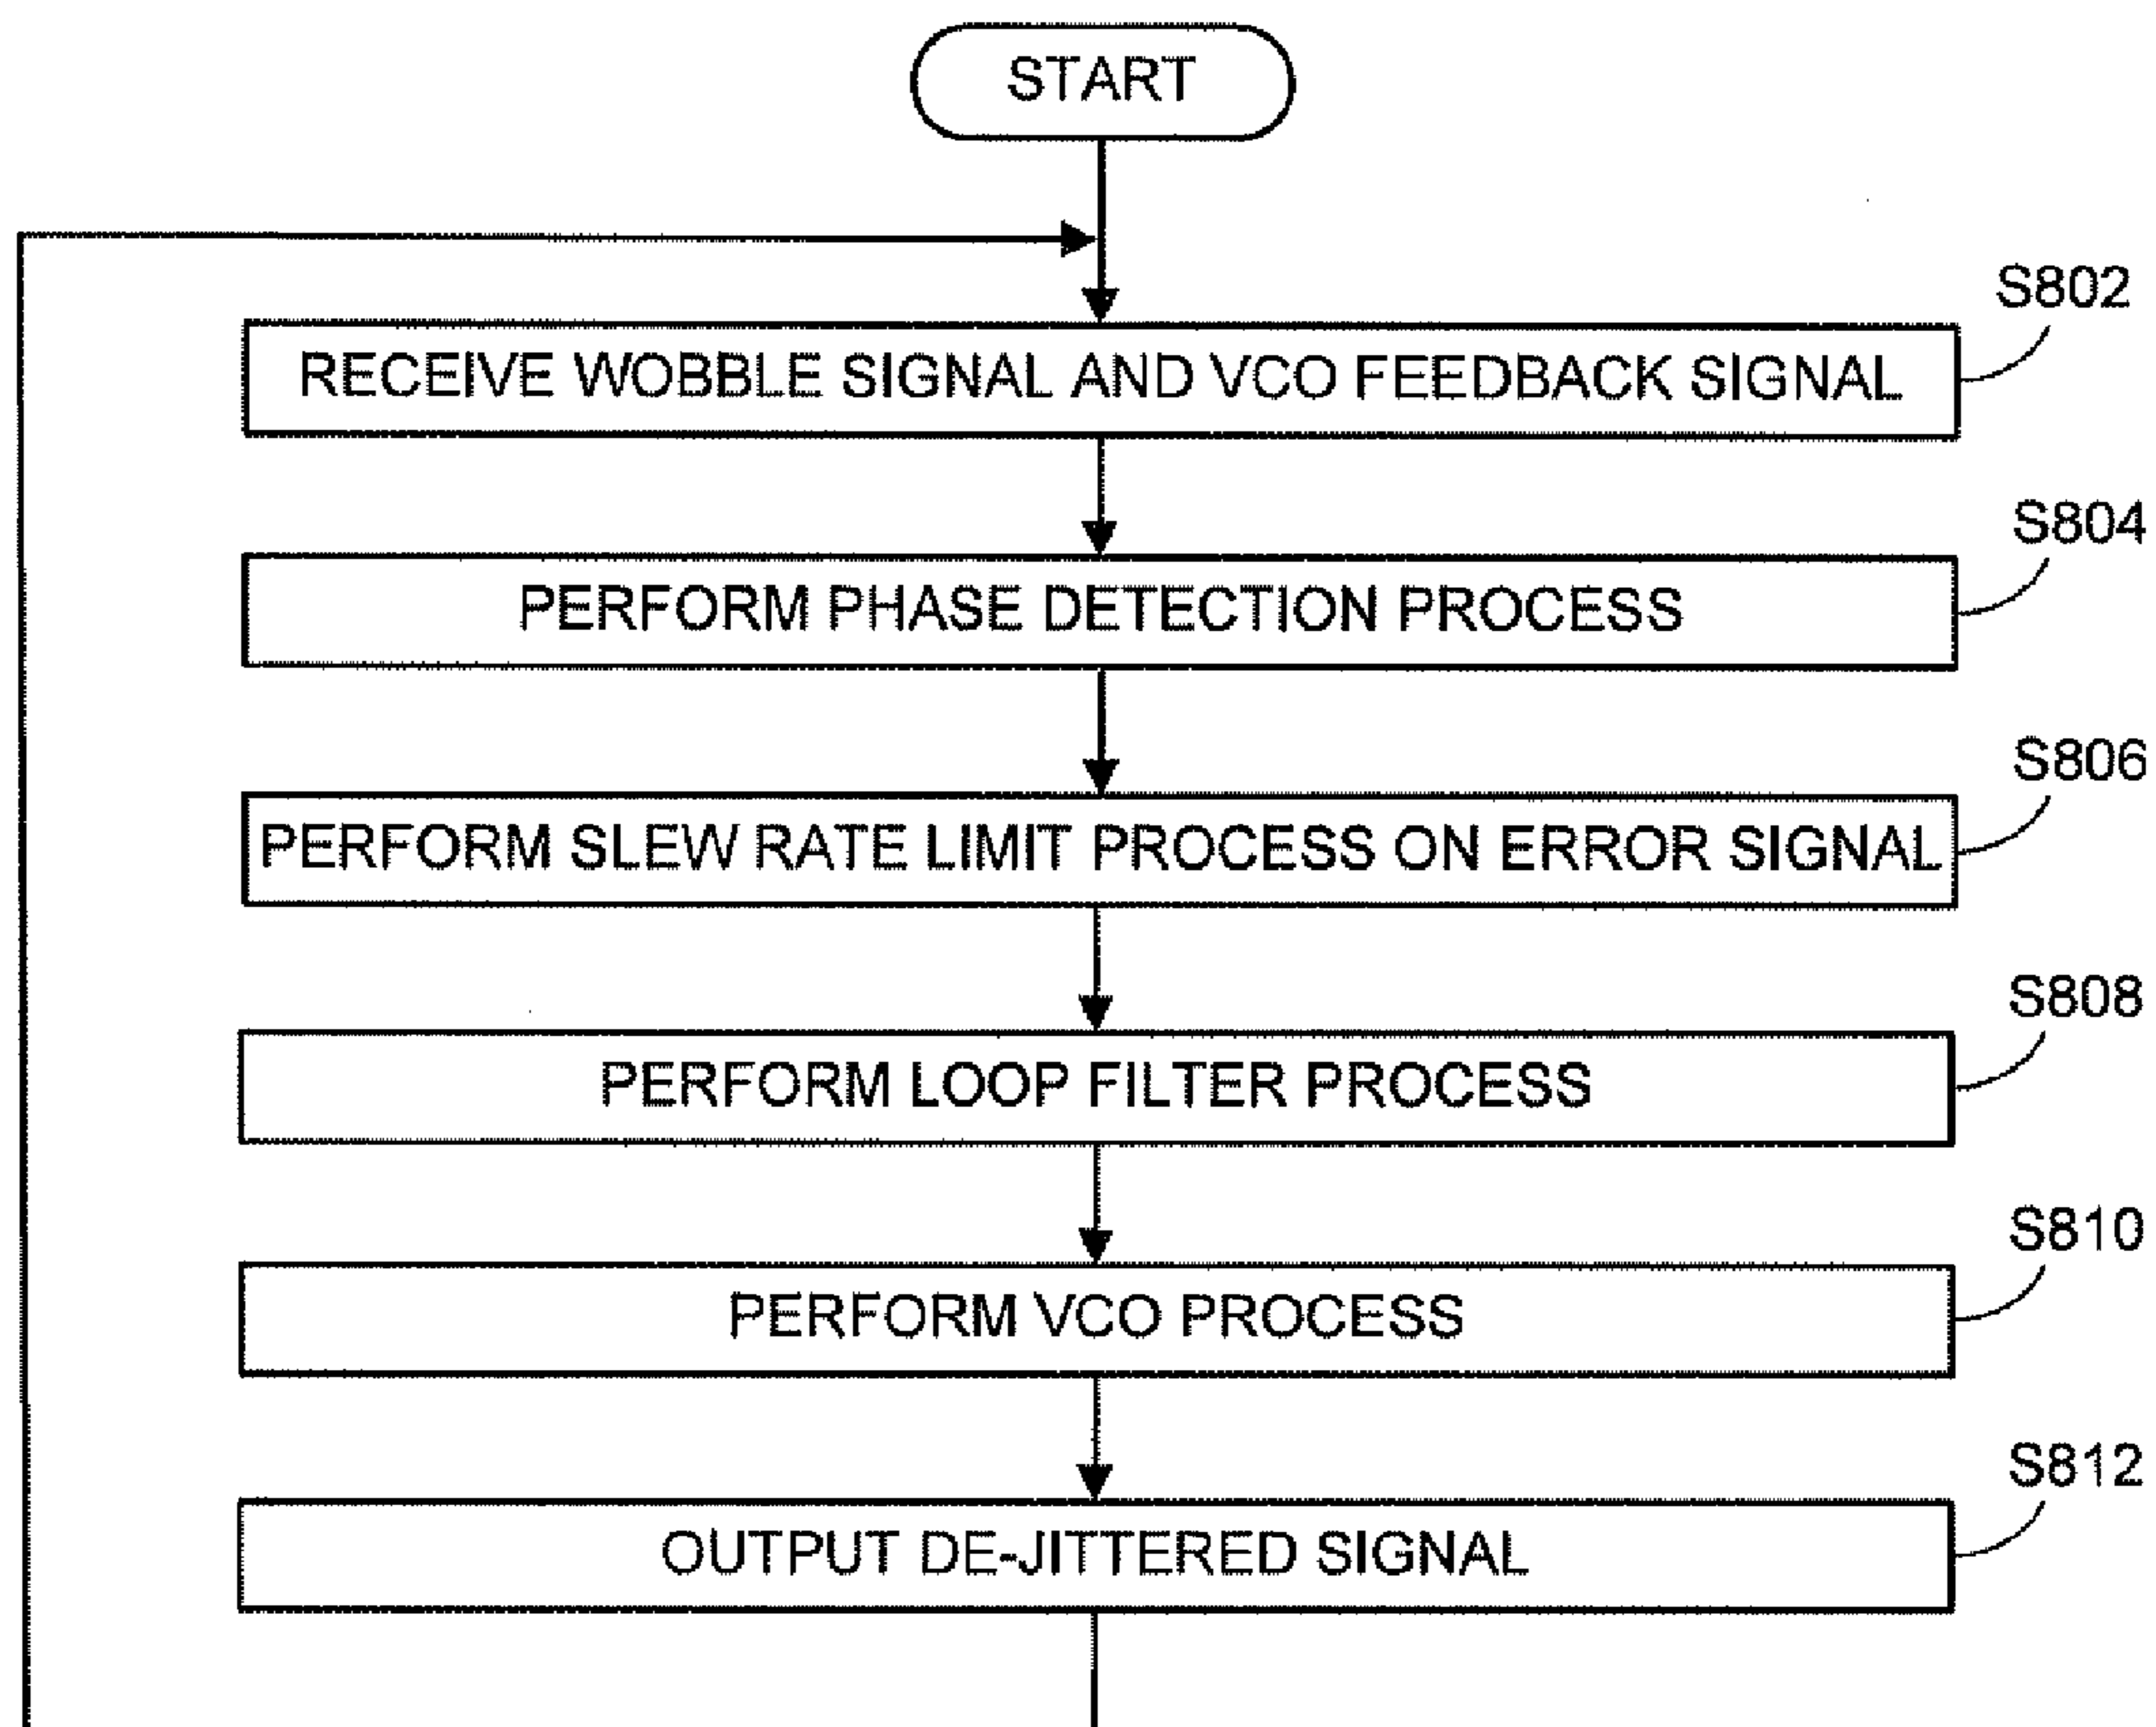 START
S802
RECEIVE WOBBLE SIGNAL AND VCO FEEDBACK SIGNAL
S804
PERFORM PHASE DETECTION PROCESS
S806
PERFORM SLEW RATE LIMIT PROCESS ON ERROR SIGNAL
S808
PERFORM LOOP FILTER PROCESS
S810
PERFORM VCO PROCESS
S812
OUTPUT DE-JITTERED SIGNAL